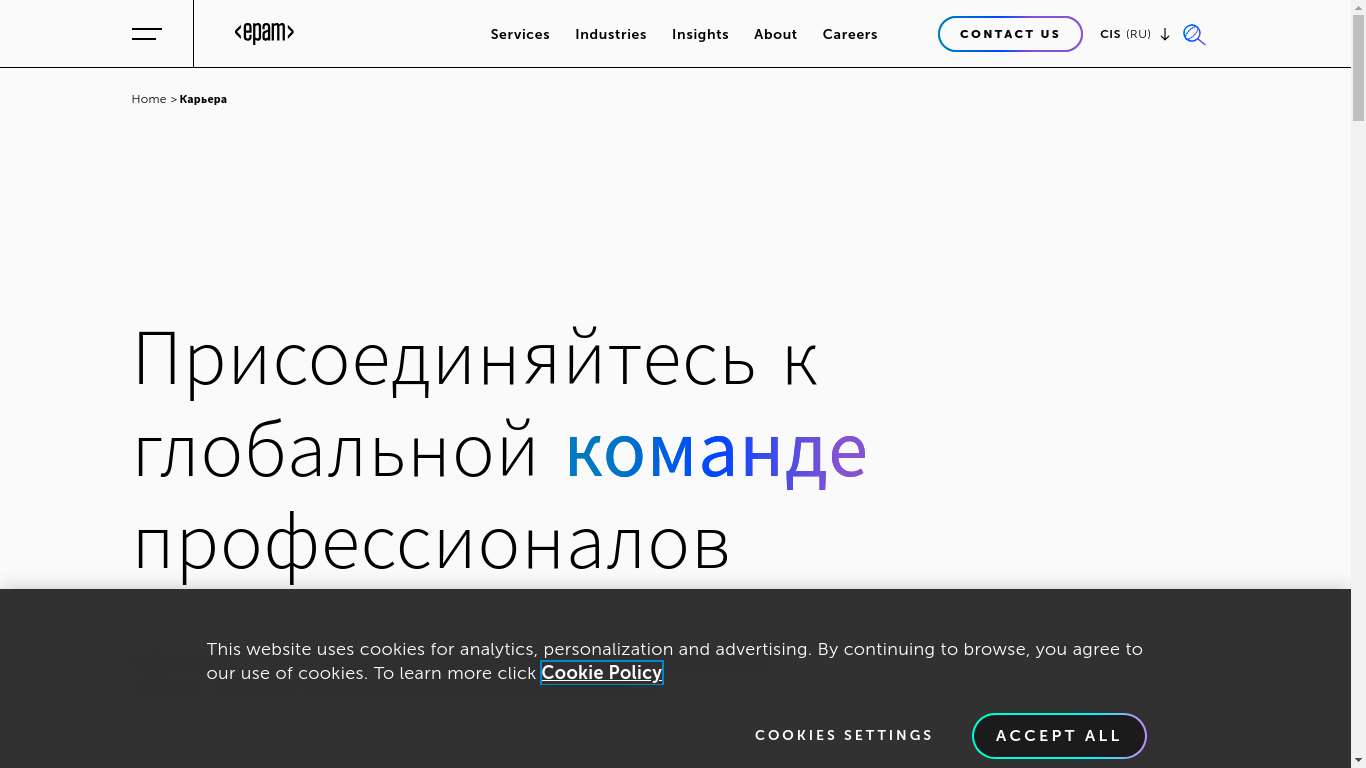 <epam>
Services Industries Insights About Careers
CONTACT US
CIS (RU)
Home > Карьера
Присоединяйтесь к
глобальной команде
профессионалов
This website uses cookies for analytics, personalization and advertising. By continuing to browse, you agree to
our use of cookies. To learn more click Cookie Policy
COOKIES SETTINGS
ACCEPT ALL